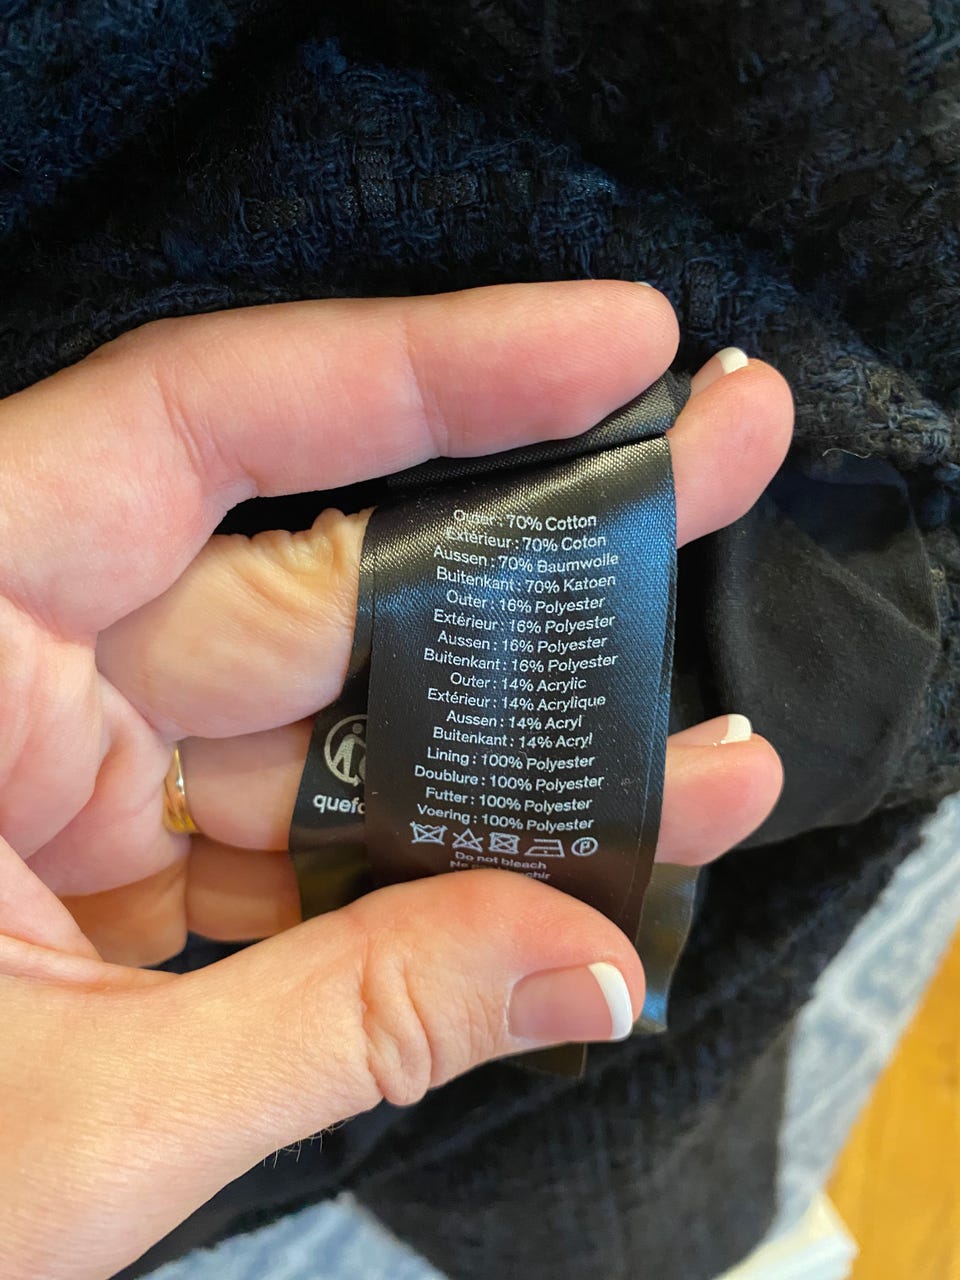 Outer : 70% Cotton
Extérieur : 70% Coton
Aussen : 70% Baumwolle
Buitenkant : 70% Katoen
Outer : 16% Polyester
Extérieur : 16% Polyester
Aussen : 16% Polyester
Buitenkant : 16% Polyester
Outer : 14% Acrylic
Extérieur : 14% Acrylique
Aussen : 14% Acryl
Buitenkant : 14% Acryl
Lining : 100% Polyester
Doublure : 100% Polyester
Futter : 100% Polyester
Voering : 100% Polyester
P
Do not bleach
Ne
quefa